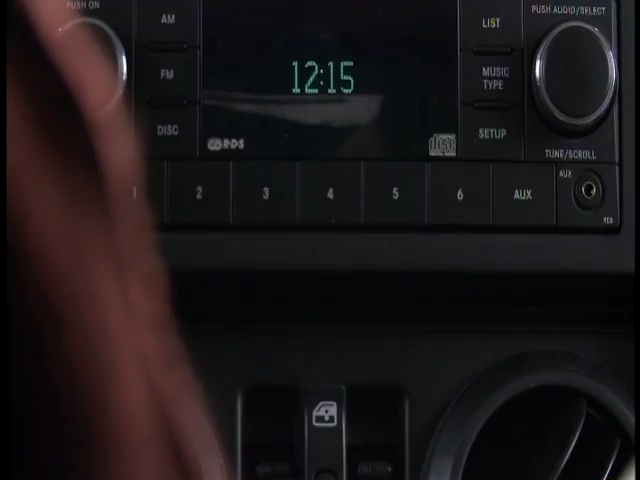 PUSH ON
AM
FM
DISC
12:15
RDS
LIST
MUSIC
TYPE
SETUP
PUSH AUDIO/SELECT
TUNE/SCROLL
1 2 3 4 5 6 AUX
AUX